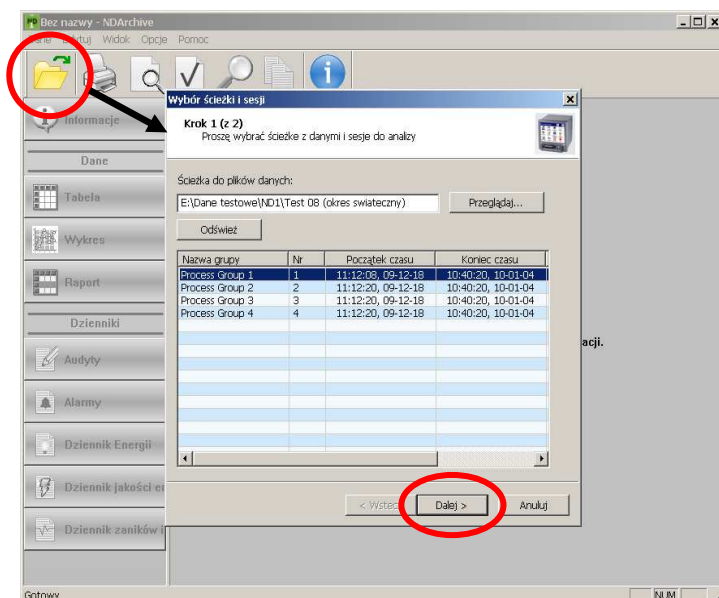 Bez nazwy - NDArchive
Dane Edytuj Widok Opcje Pomoc
Informacje
Dane
Tabela
Wykres
Raport
Dzienniki
Audyty
Alarmy
Dziennik Energii
Dziennik jakości en
Dziennik zaników i
Wybór ścieżki i sesji
Krok 1 (z 2)
Proszę wybrać ścieżke z danymi i sesje do analizy
Ścieżka do plików danych:
E:\Dane testowe\ND1\Test 08 (okres swiateczny)
Przeglądaj...
Odśwież
Nazwa grupy Nr Początek czasu Koniec czasu
Process Group 1 1 11:12:08, 09-12-18 10:40:20, 10-01-04
Process Group 2 2 11:12:20, 09-12-18 10:40:20, 10-01-04
Process Group 3 3 11:12:20, 09-12-18 10:40:20, 10-01-04
Process Group 4 4 11:12:20, 09-12-18 10:40:20, 10-01-04
acji.
< Wstecz Dalej > Anuluj
Gotowy NUM